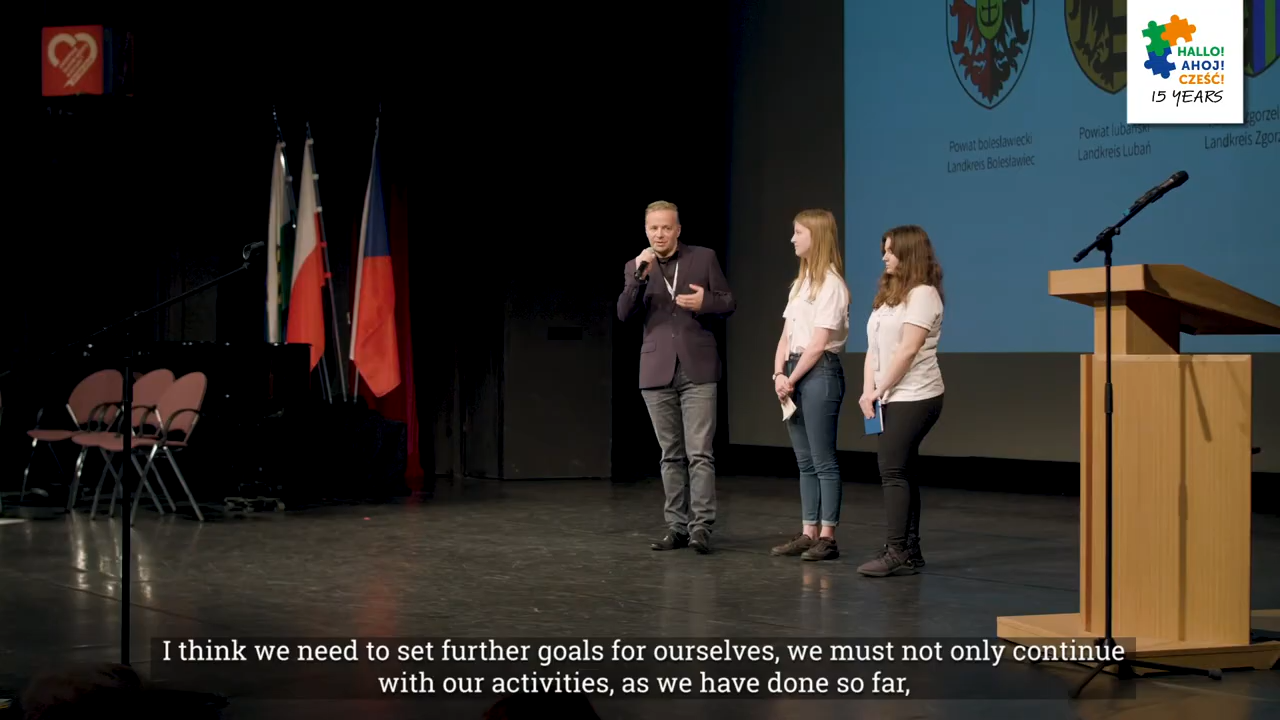 HALLO!
AHOJ!
CZEŚĆ!
15 YEARS
Powiat bolesławiecki
Landkreis Bolesławiec
Powiat lubański
Landkreis Lubań
Landkreis
I think we need to set further goals for ourselves, we must not only continue
with our activities, as we have done so far,